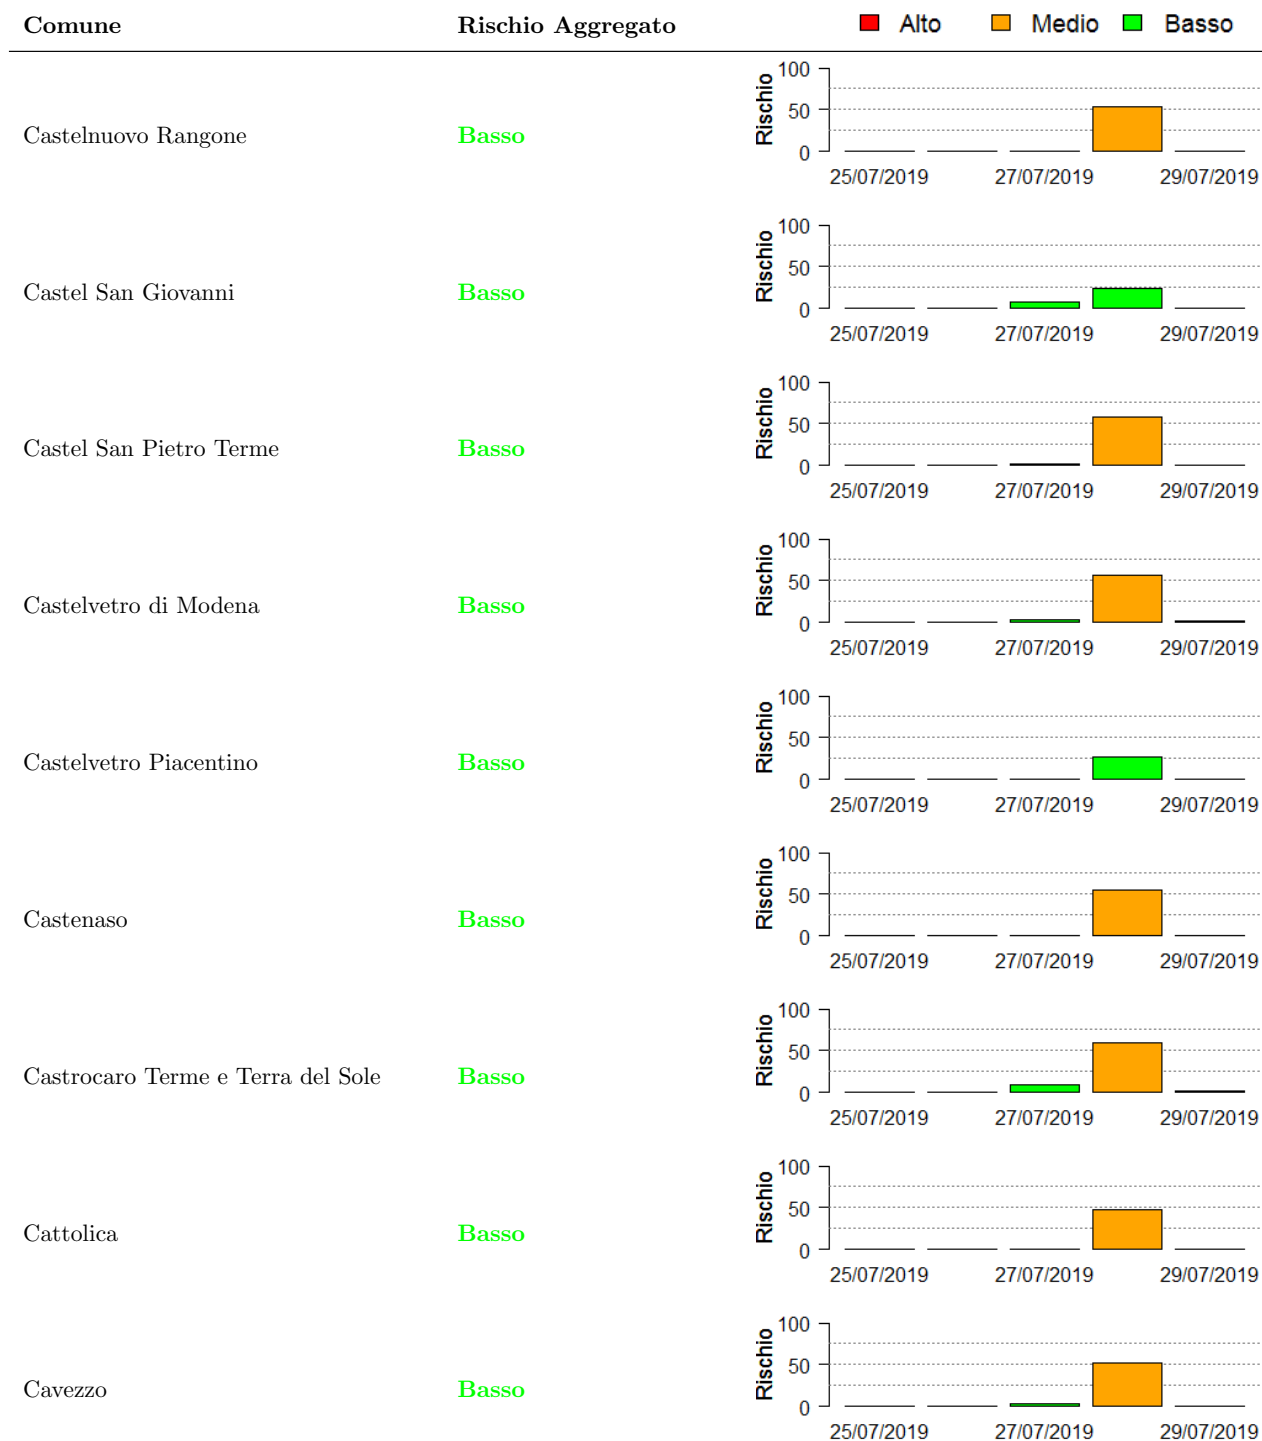 Comune Rischio Aggregato Alto Medio Basso
100
50
0
Rischio
Castelnuovo Rangone Basso
25/07/2019 27/07/2019 29/07/2019
100
50
0
Rischio
Castel San Giovanni Basso
25/07/2019 27/07/2019 29/07/2019
100
50
0
Rischio
Castel San Pietro Terme Basso
25/07/2019 27/07/2019 29/07/2019
100
50
0
Rischio
Castelvetro di Modena Basso
25/07/2019 27/07/2019 29/07/2019
100
50
0
Rischio
Castelvetro Piacentino Basso
25/07/2019 27/07/2019 29/07/2019
100
50
0
Rischio
Castenaso Basso
25/07/2019 27/07/2019 29/07/2019
100
50
0
Rischio
Castrocaro Terme e Terra del Sole Basso
25/07/2019 27/07/2019 29/07/2019
100
50
0
Rischio
Cattolica Basso
25/07/2019 27/07/2019 29/07/2019
100
50
0
Rischio
Cavezzo Basso
25/07/2019 27/07/2019 29/07/2019